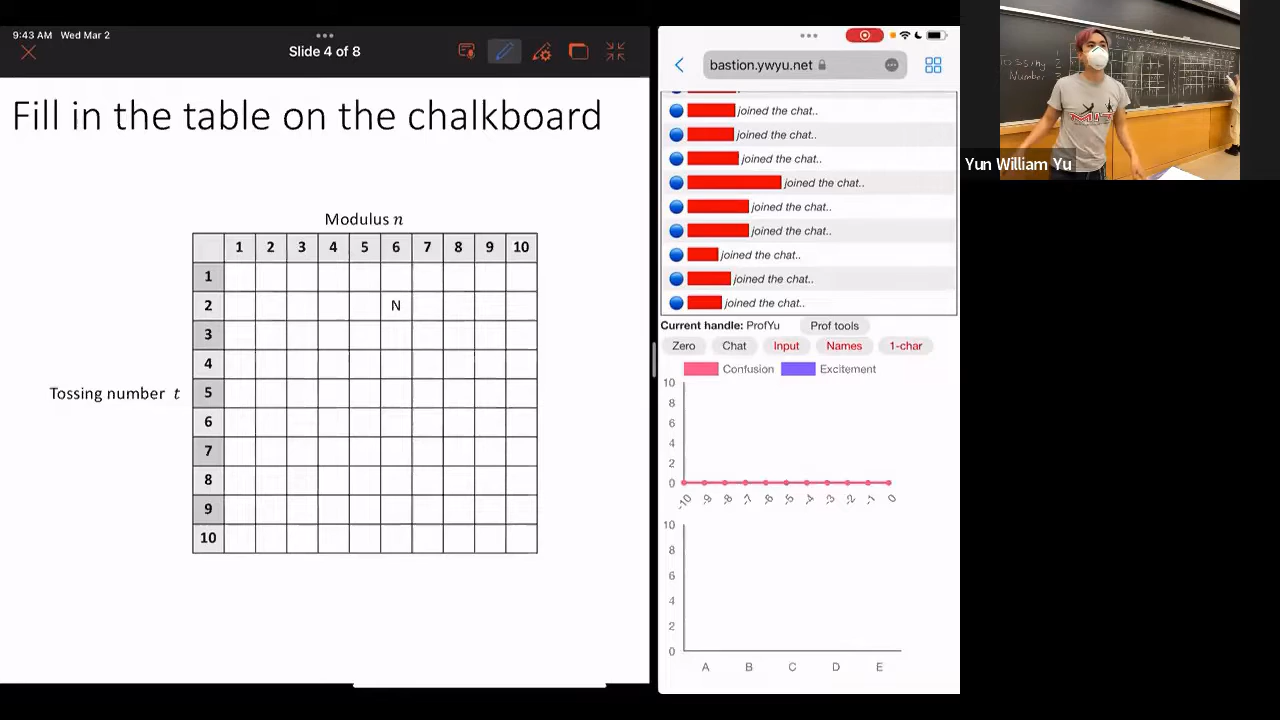 9:43 AM Wed Mar 2
Slide 4 of 8
Fill in the table on the chalkboard
Modulus n
1 2 3 4 5 6 7 8 9 10
1
2 N
3
4
Tossing number t 5
6
7
8
9
10
bastion.ywyu.net
joined the chat..
joined the chat..
joined the chat..
joined the chat..
joined the chat..
joined the chat..
joined the chat..
joined the chat..
joined the chat..
Current handle: ProfYu Prof tools
Zero Chat Input Names 1-char
Confusion Excitement
10
8
6
4
2
0
-10 -9 -8 -7 -6 -5 -4 -3 -2 -1 0
10
8
6
4
2
0
A B C D E
Tossing
Number
MIT
Yun William Yu